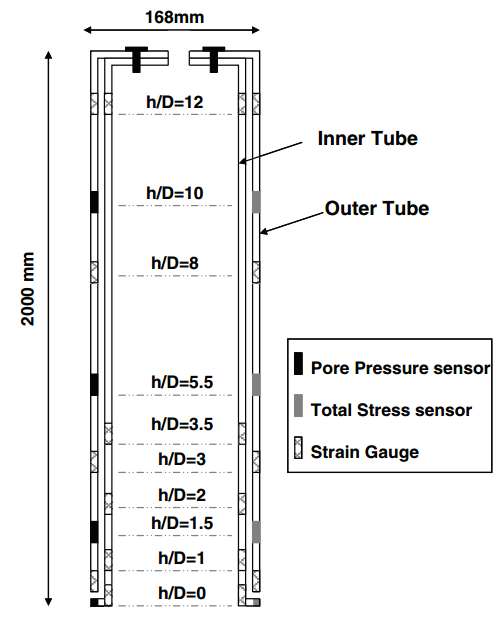 168mm
h/D=12
Inner Tube
h/D=10
Outer Tube
h/D=8
2000 mm
Pore Pressure sensor
h/D=5.5
Total Stress sensor
h/D=3.5
Strain Gauge
h/D=3
h/D=2
h/D=1.5
h/D=1
h/D=0